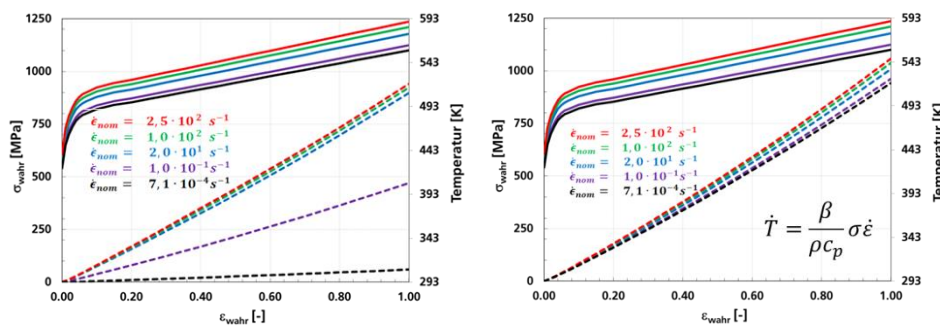 1250
1000
750
500
250
0
σwahr [MPa]
593
543
493
443
393
343
293
Temperatur [K]
ε̇nom = 2,5·10² s⁻¹
ε̇nom = 1,0·10² s⁻¹
ε̇nom = 2,0·10¹ s⁻¹
ε̇nom = 1,0·10⁻¹ s⁻¹
ε̇nom = 7,1·10⁻⁴ s⁻¹
0.00 0.20 0.40 0.60 0.80 1.00
εwahr [-]
1250
1000
750
500
250
0
σwahr [MPa]
593
543
493
443
393
343
293
Temperatur [K]
ε̇nom = 2,5·10² s⁻¹
ε̇nom = 1,0·10² s⁻¹
ε̇nom = 2,0·10¹ s⁻¹
ε̇nom = 1,0·10⁻¹ s⁻¹
ε̇nom = 7,1·10⁻⁴ s⁻¹
Ṫ = β/ρcₚ σε̇
0.00 0.20 0.40 0.60 0.80 1.00
εwahr [-]